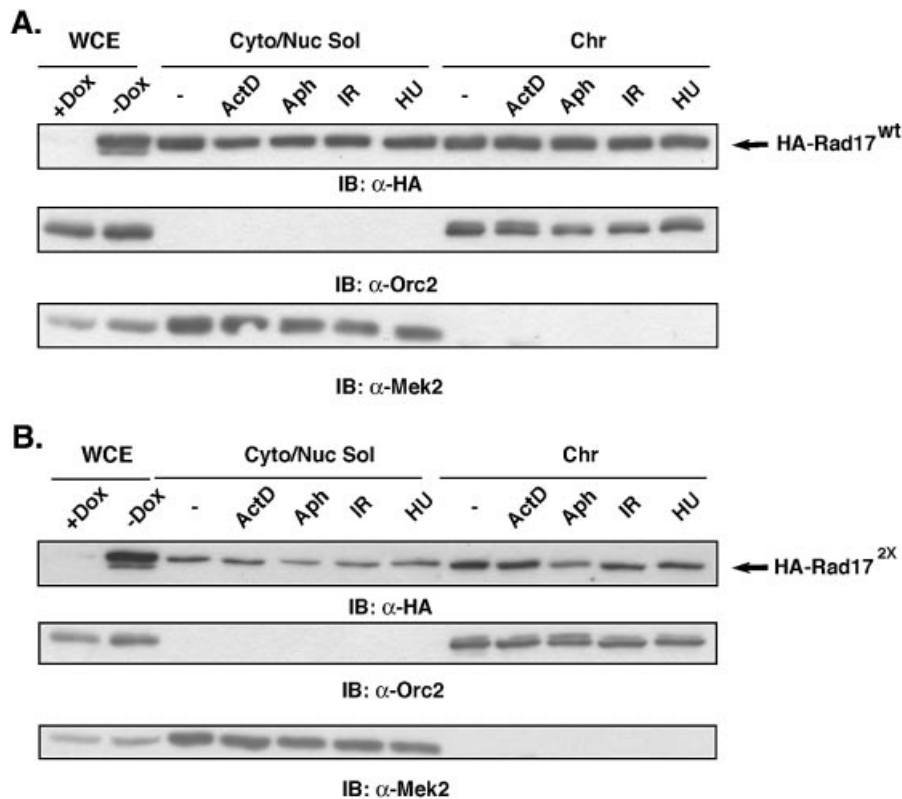 A.
WCE Cyto/Nuc Sol Chr
+Dox -Dox - ActD Aph IR HU - ActD Aph IR HU
HA-Rad17wt
IB: α-HA
IB: α-Orc2
IB: α-Mek2
B.
WCE Cyto/Nuc Sol Chr
+Dox -Dox - ActD Aph IR HU - ActD Aph IR HU
HA-Rad17 2X
IB: α-HA
IB: α-Orc2
IB: α-Mek2